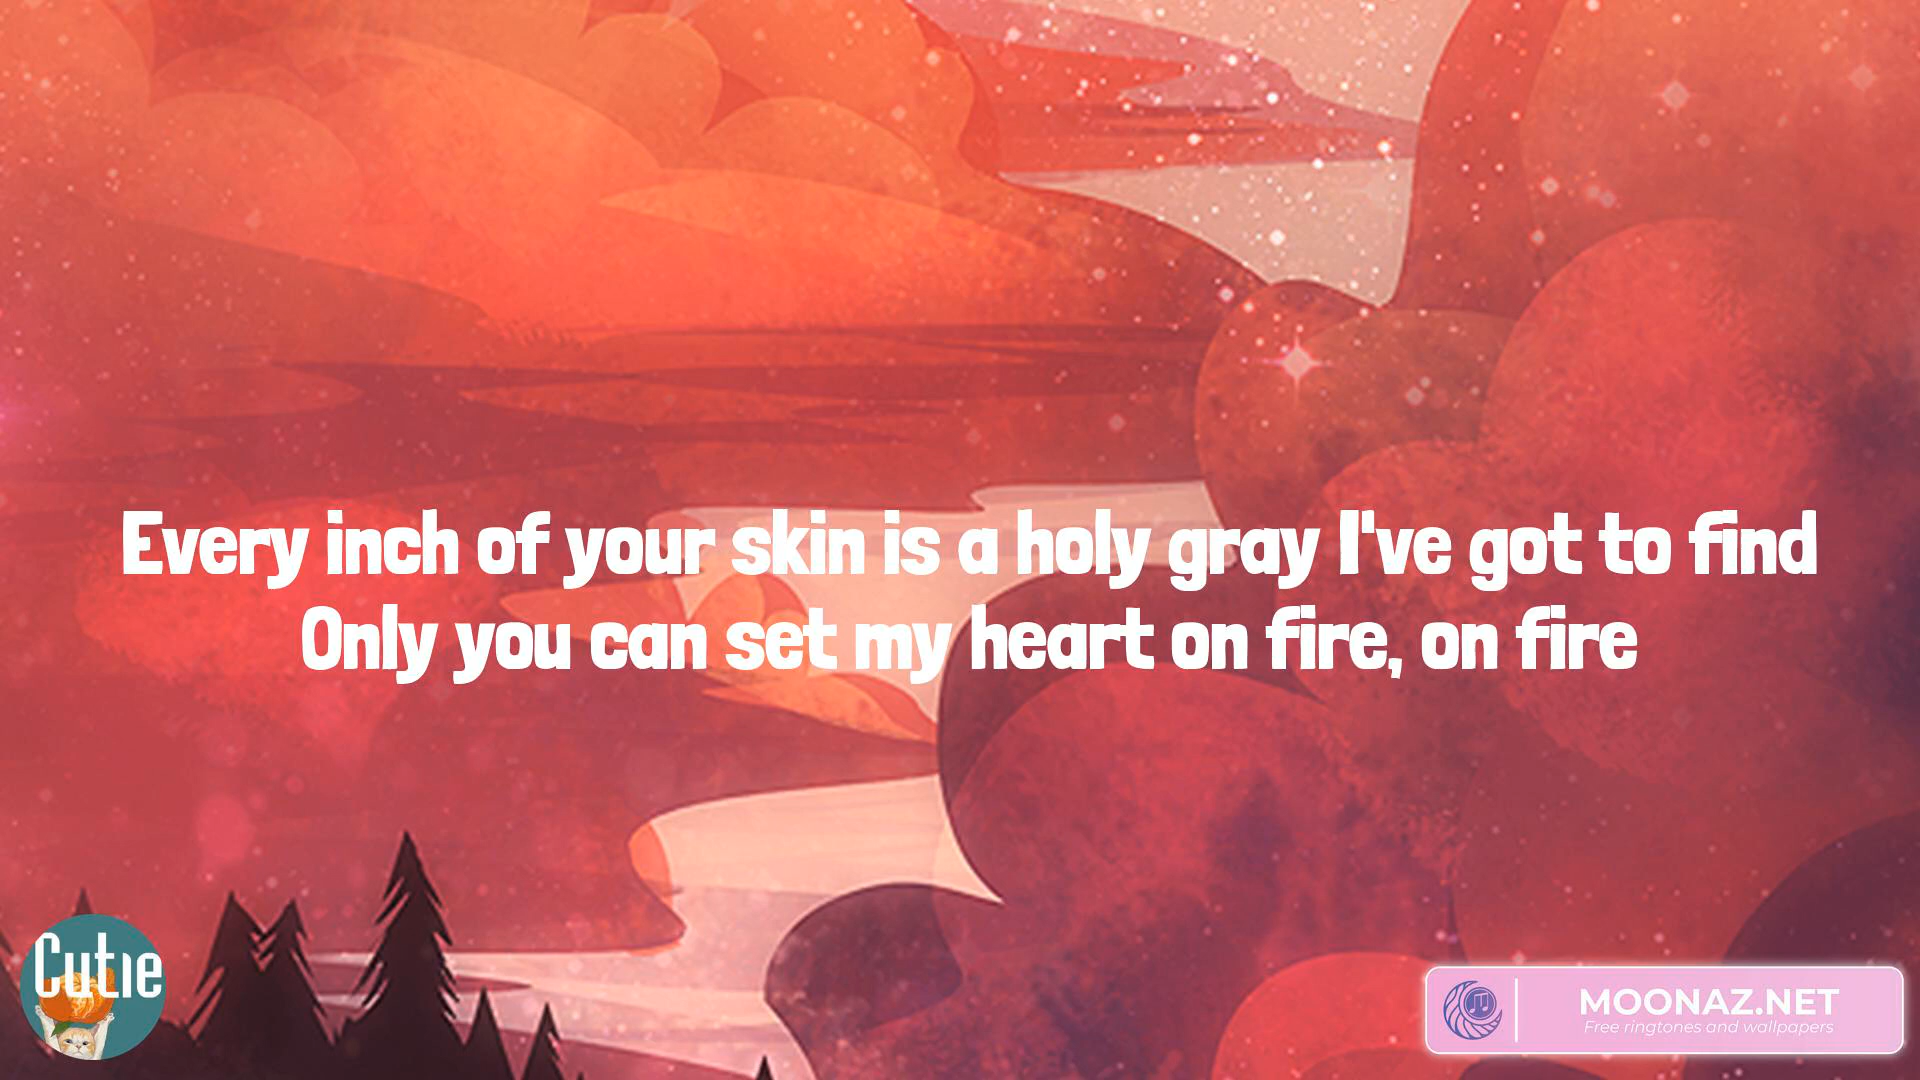 Every inch of your skin is a holy gray I've got to find
Only you can set my heart on fire, on fire
Cutie
MOONAZ.NET
Free ringtones and wallpapers